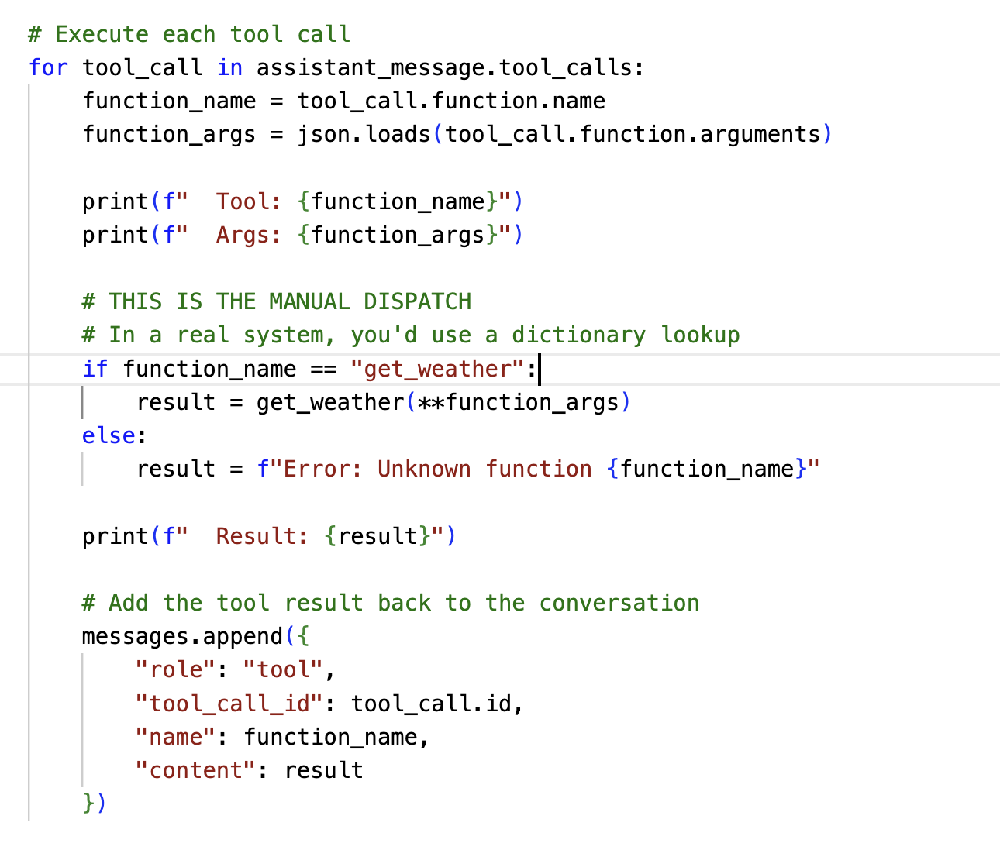 # Execute each tool call
for tool_call in assistant_message.tool_calls:
    function_name = tool_call.function.name
    function_args = json.loads(tool_call.function.arguments)

    print(f"  Tool: {function_name}")
    print(f"  Args: {function_args}")

    # THIS IS THE MANUAL DISPATCH
    # In a real system, you'd use a dictionary lookup
    if function_name == "get_weather":
        result = get_weather(**function_args)
    else:
        result = f"Error: Unknown function {function_name}"

    print(f"  Result: {result}")

    # Add the tool result back to the conversation
    messages.append({
        "role": "tool",
        "tool_call_id": tool_call.id,
        "name": function_name,
        "content": result
    })